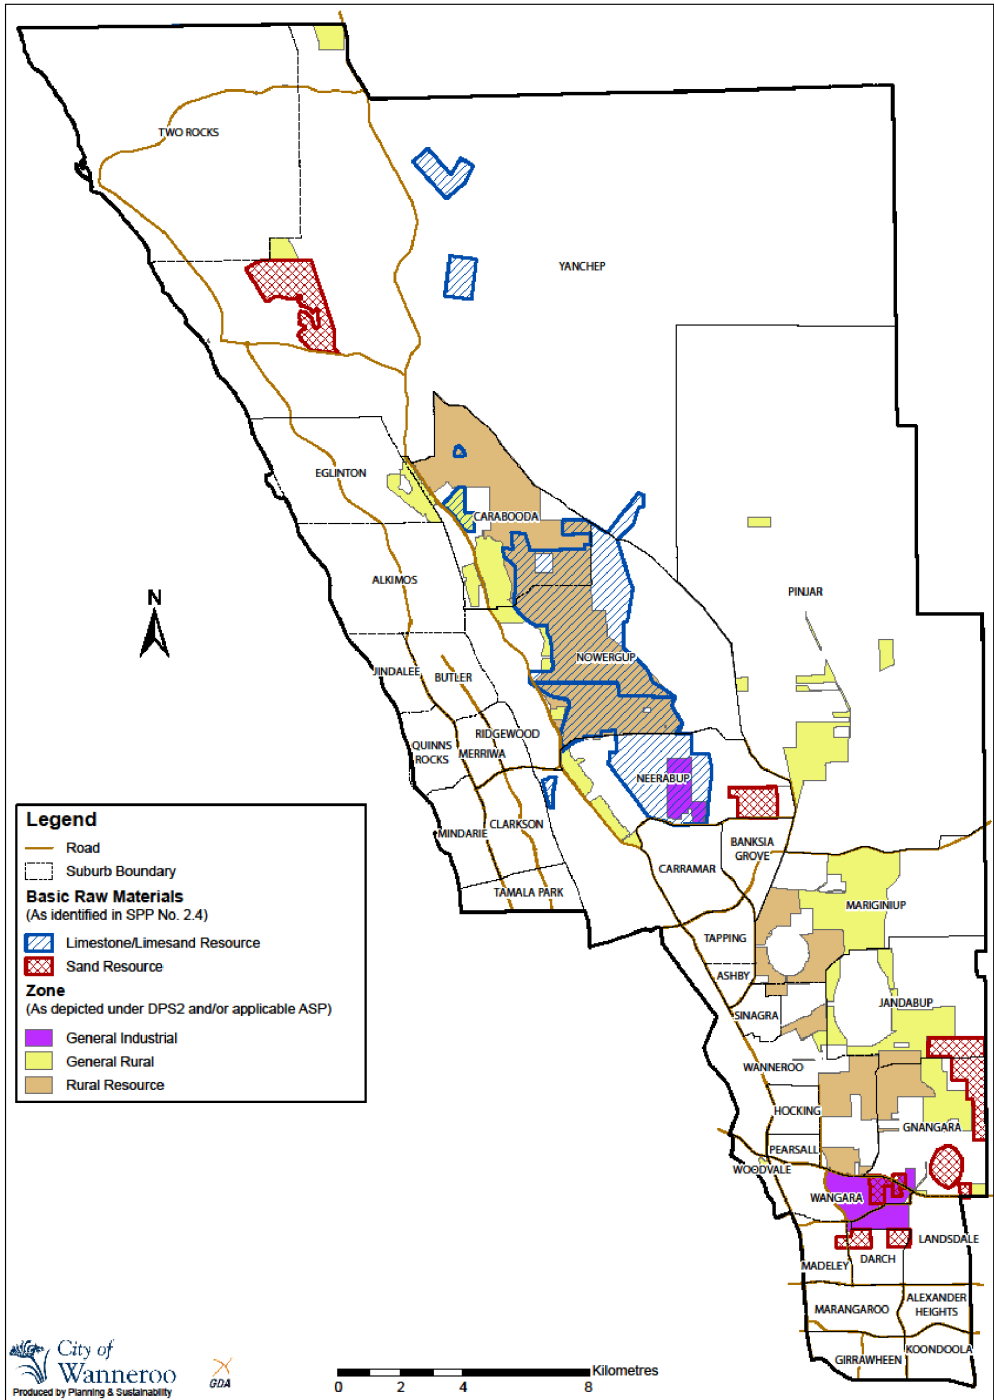 TWO ROCKS
YANCHEP
EGLINTON
CARABOODA
ALKIMOS
PINJAR
N
NOWERGUP
JINDALEE
BUTLER
RIDGEWOOD
QUINNS
ROCKS
MERRIWA
NEERABUP
MINDARIE
CLARKSON
BANKSIA
GROVE
CARRAMAR
TAMALA PARK
MARIGINIUP
TAPPING
ASHBY
JANDABUP
SINAGRA
WANNEROO
HOCKING
GNANGARA
PEARSALL
WOODVALE
WANGARA
LANDSDALE
DARCH
MADELEY
ALEXANDER
HEIGHTS
MARANGAROO
KOONDOOLA
GIRRAWHEEN
Legend
Road
Suburb Boundary
Basic Raw Materials
(As identified in SPP No. 2.4)
Limestone/Limesand Resource
Sand Resource
Zone
(As depicted under DPS2 and/or applicable ASP)
General Industrial
General Rural
Rural Resource
City of
Wanneroo
Produced by Planning & Sustainability
GDA
Kilometres
0 2 4 8